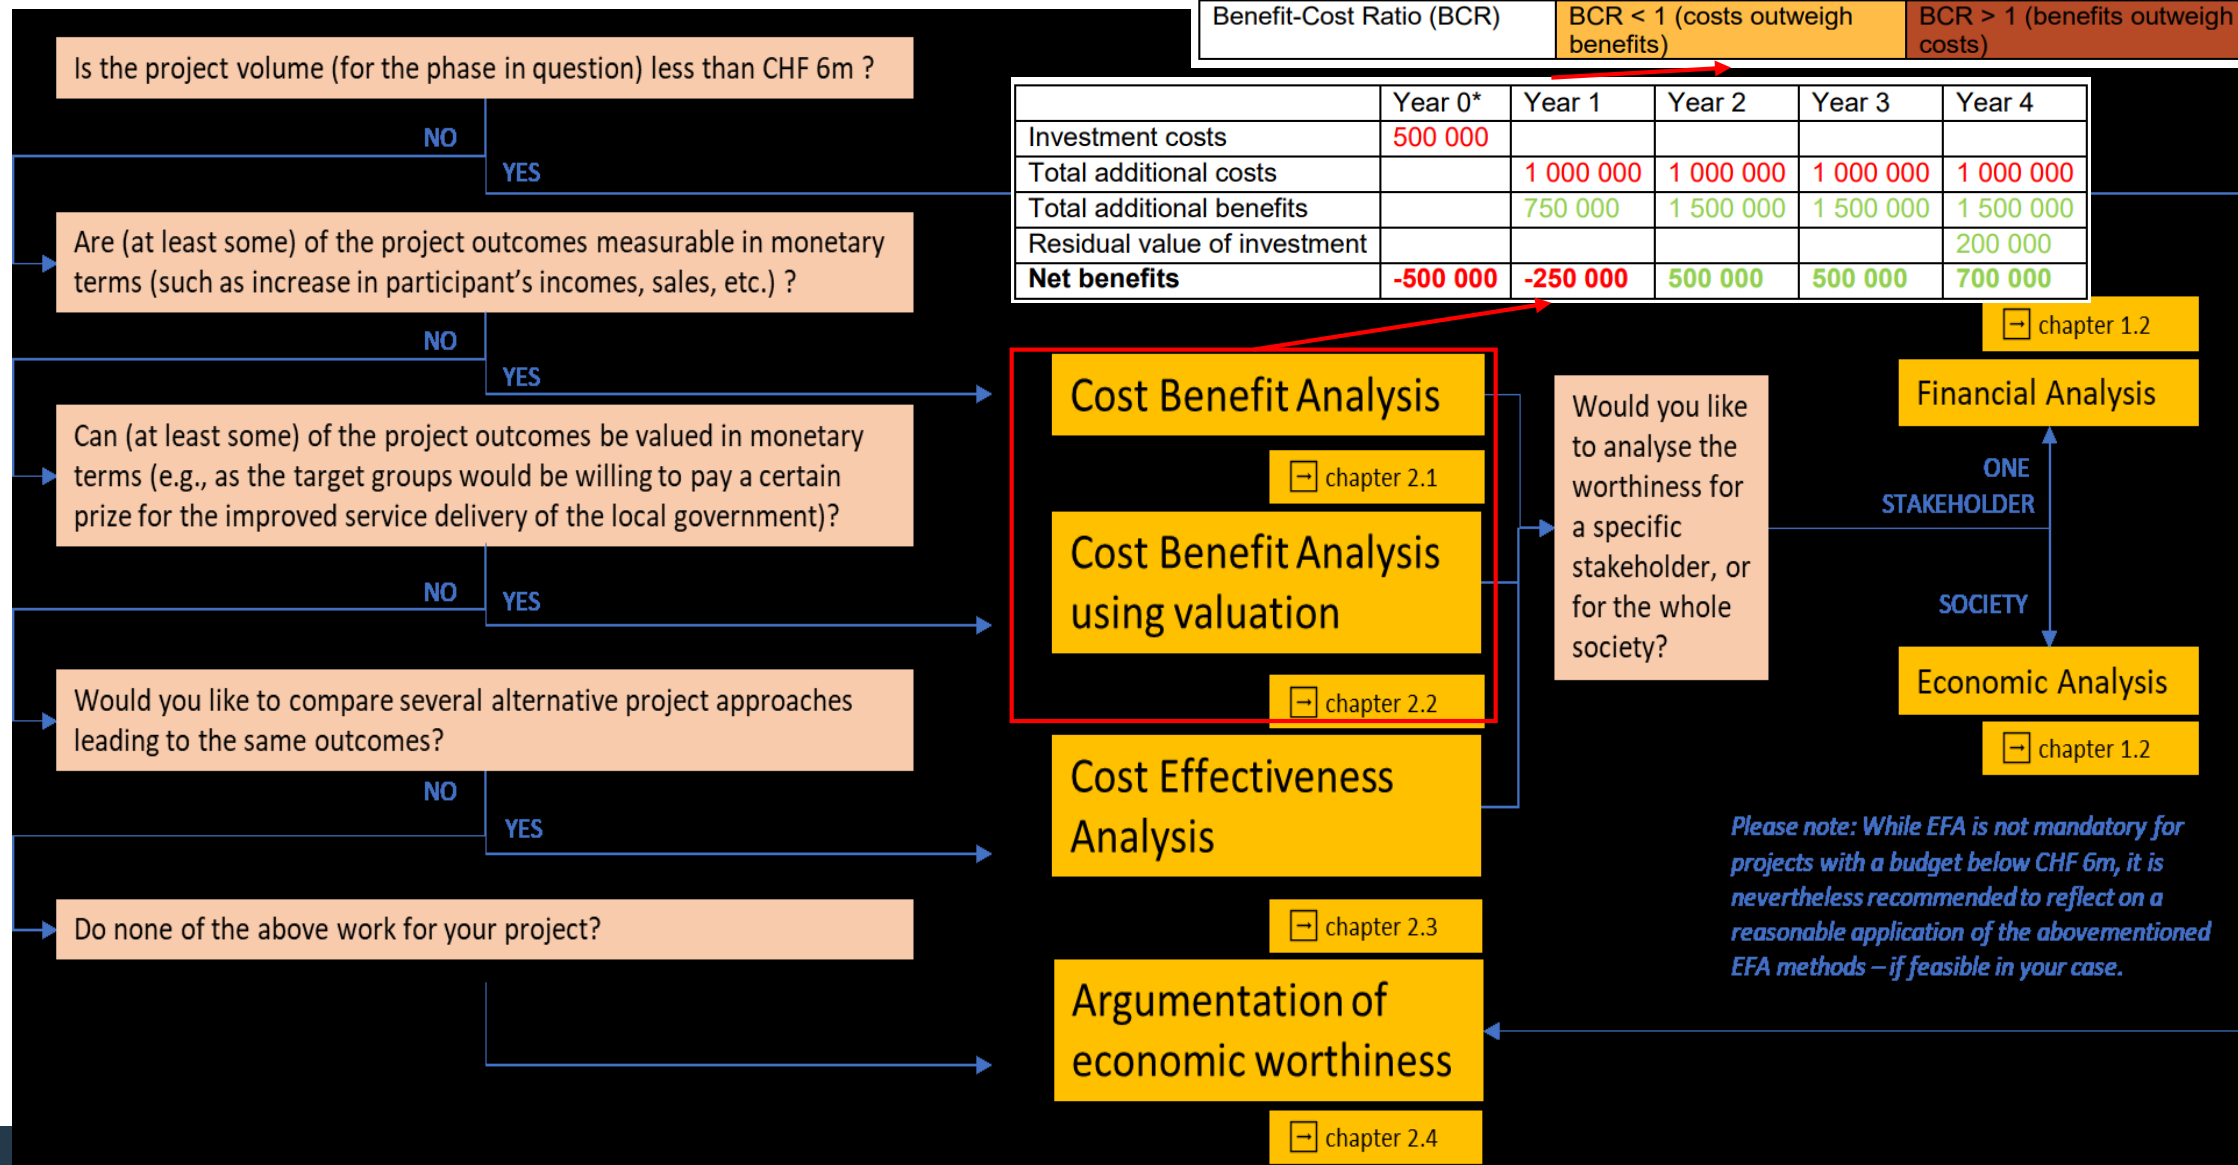 Benefit-Cost Ratio (BCR)
BCR < 1 (costs outweigh
benefits)
BCR > 1 (benefits outweigh
costs)
Is the project volume (for the phase in question) less than CHF 6m ?
NO
YES
Year 0* Year 1 Year 2 Year 3 Year 4
Investment costs 500 000
Total additional costs 1 000 000 1 000 000 1 000 000 1 000 000
Total additional benefits 750 000 1 500 000 1 500 000 1 500 000
Residual value of investment 200 000
Net benefits -500 000 -250 000 500 000 500 000 700 000
Are (at least some) of the project outcomes measurable in monetary
terms (such as increase in participant's incomes, sales, etc.) ?
NO
YES
Can (at least some) of the project outcomes be valued in monetary
terms (e.g., as the target groups would be willing to pay a certain
prize for the improved service delivery of the local government)?
NO
YES
Would you like to compare several alternative project approaches
leading to the same outcomes?
NO
YES
Do none of the above work for your project?
Cost Benefit Analysis
→ chapter 2.1
Cost Benefit Analysis
using valuation
→ chapter 2.2
Cost Effectiveness
Analysis
→ chapter 2.3
Argumentation of
economic worthiness
→ chapter 2.4
Would you like
to analyse the
worthiness for
a specific
stakeholder, or
for the whole
society?
→ chapter 1.2
Financial Analysis
ONE
STAKEHOLDER
SOCIETY
Economic Analysis
→ chapter 1.2
Please note: While EFA is not mandatory for
projects with a budget below CHF 6m, it is
nevertheless recommended to reflect on a
reasonable application of the abovementioned
EFA methods – if feasible in your case.